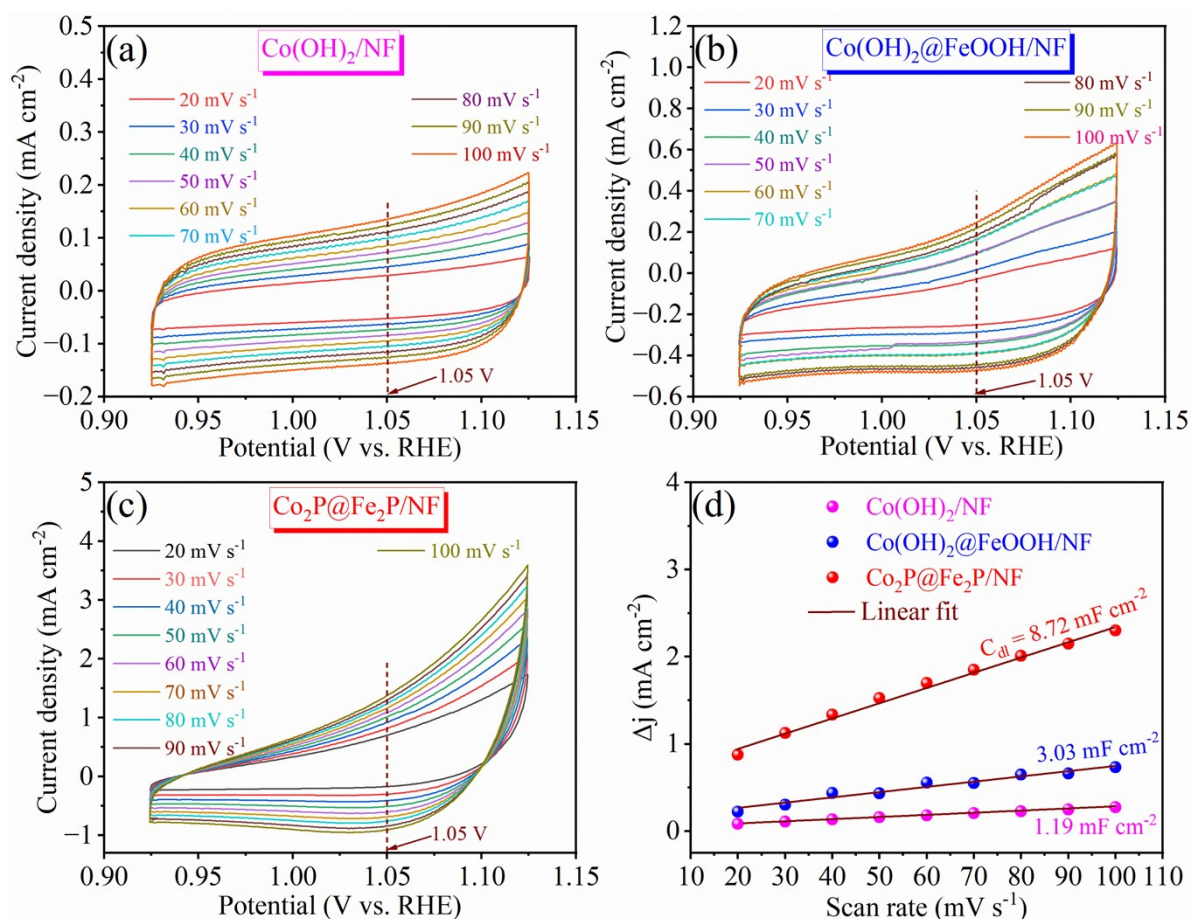 (a)
Co(OH)₂/NF
0.5
0.4
0.3
0.2
0.1
0.0
−0.1
−0.2
Current density (mA cm⁻²)
20 mV s⁻¹
30 mV s⁻¹
40 mV s⁻¹
50 mV s⁻¹
60 mV s⁻¹
70 mV s⁻¹
80 mV s⁻¹
90 mV s⁻¹
100 mV s⁻¹
1.05 V
0.90 0.95 1.00 1.05 1.10 1.15
Potential (V vs. RHE)
(b)
Co(OH)₂@FeOOH/NF
1.2
1.0
0.8
0.6
0.4
0.2
0.0
−0.2
−0.4
−0.6
Current density (mA cm⁻²)
20 mV s⁻¹
30 mV s⁻¹
40 mV s⁻¹
50 mV s⁻¹
60 mV s⁻¹
70 mV s⁻¹
80 mV s⁻¹
90 mV s⁻¹
100 mV s⁻¹
1.05 V
0.90 0.95 1.00 1.05 1.10 1.15
Potential (V vs. RHE)
(c)
Co₂P@Fe₂P/NF
5
4
3
2
1
0
−1
Current density (mA cm⁻²)
20 mV s⁻¹
30 mV s⁻¹
40 mV s⁻¹
50 mV s⁻¹
60 mV s⁻¹
70 mV s⁻¹
80 mV s⁻¹
90 mV s⁻¹
100 mV s⁻¹
1.05 V
0.90 0.95 1.00 1.05 1.10 1.15
Potential (V vs. RHE)
(d)
4
3
2
1
0
Δj (mA cm⁻²)
Co(OH)₂/NF
Co(OH)₂@FeOOH/NF
Co₂P@Fe₂P/NF
Linear fit
C_dl = 8.72 mF cm⁻²
3.03 mF cm⁻²
1.19 mF cm⁻²
10 20 30 40 50 60 70 80 90 100 110
Scan rate (mV s⁻¹)